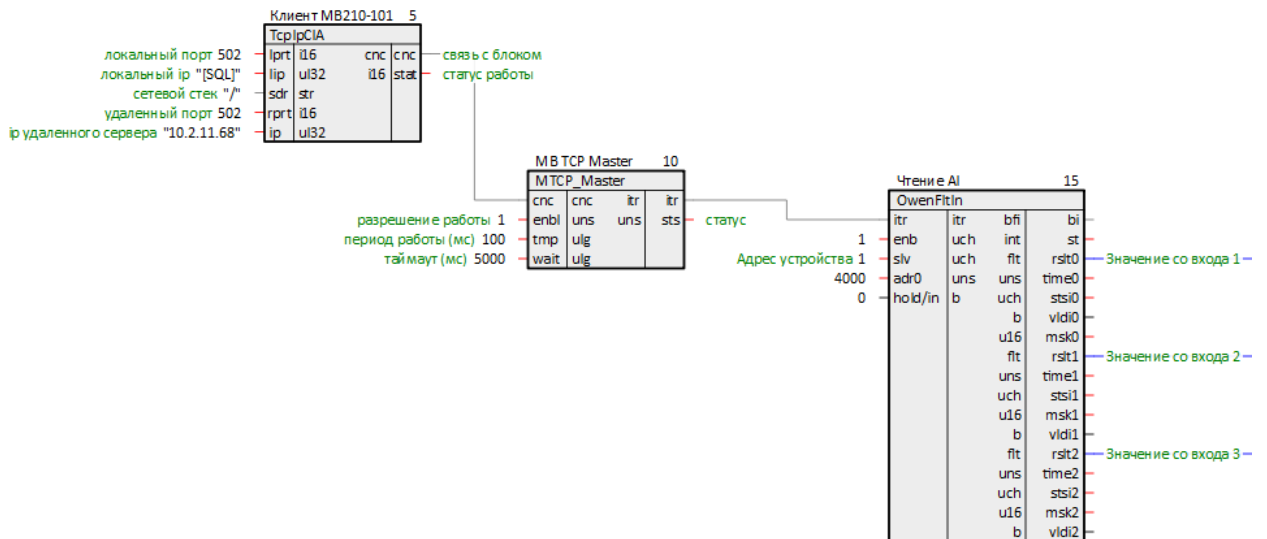 Клиент МВ210-101 5
TcpIpClA
локальный порт 502 lprt i16 cnc cnc связь с блоком
локальный ip "[SQL]" lip ul32 i16 stat статус работы
сетевой стек "/" sdr str
удаленный порт 502 rprt i16
ip удаленного сервера "10.2.11.68" ip ul32
MB TCP Master 10
MTCP_Master
cnc cnc itr itr
разрешение работы 1 enbl uns uns sts статус
период работы (мс) 100 tmp ulg
таймаут (мс) 5000 wait ulg
Чтение AI 15
OwenFltIn
itr itr bfi bi
1 enb uch int st
Адрес устройства 1 slv uch flt rslt0 Значение со входа 1
4000 adr0 uns uns time0
0 hold/in b uch stsi0
b vldi0
u16 msk0
flt rslt1 Значение со входа 2
uns time1
uch stsi1
u16 msk1
b vldi1
flt rslt2 Значение со входа 3
uns time2
uch stsi2
u16 msk2
b vldi2